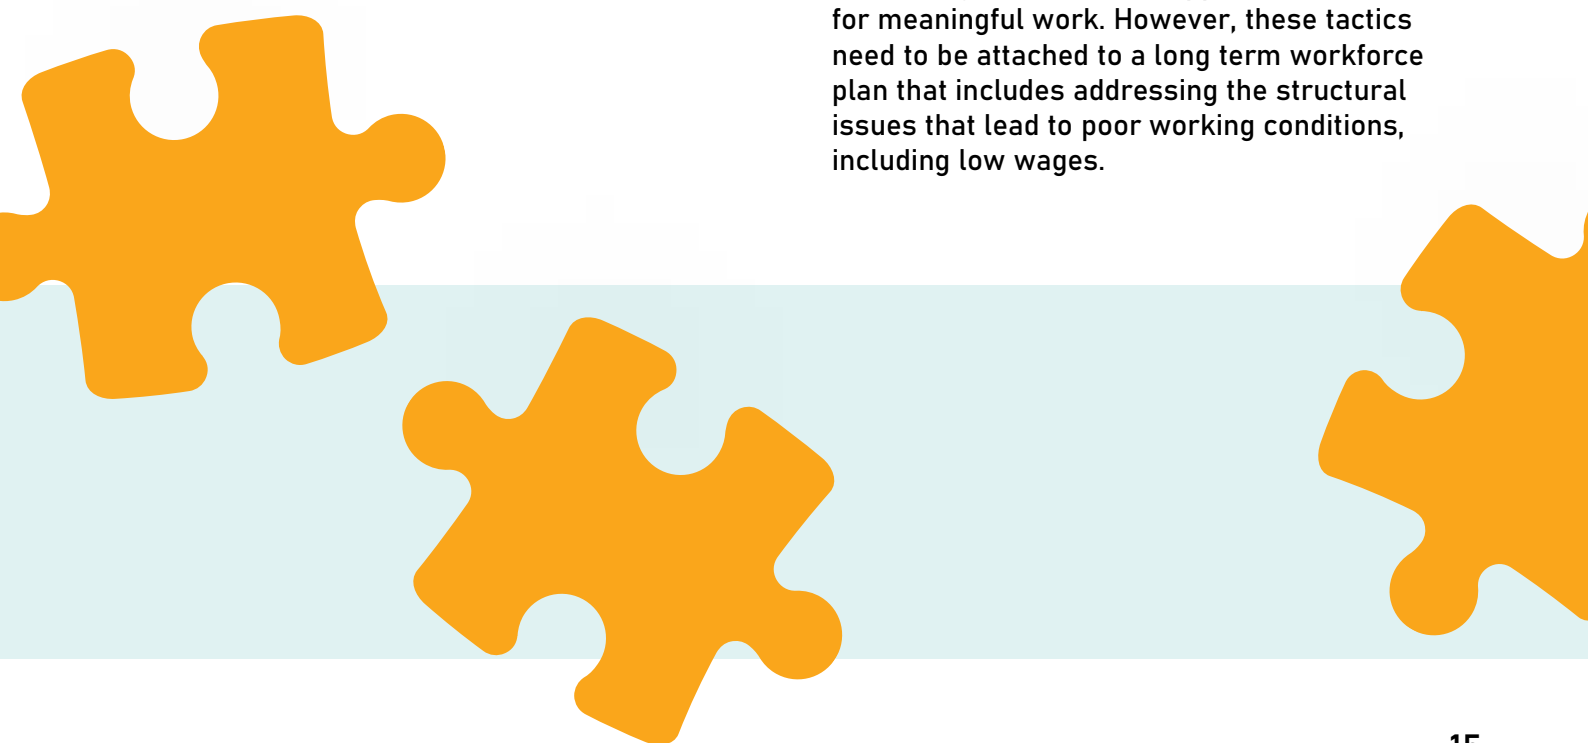 for meaningful work. However, these tactics
need to be attached to a long term workforce
plan that includes addressing the structural
issues that lead to poor working conditions,
including low wages.
15